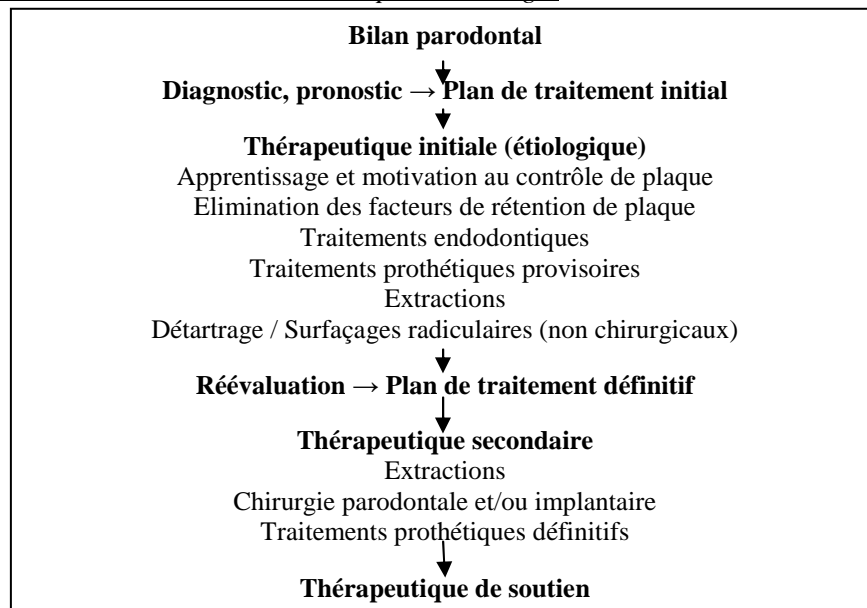 Bilan parodontal
Diagnostic, pronostic → Plan de traitement initial
Thérapeutique initiale (étiologique)
Apprentissage et motivation au contrôle de plaque
Elimination des facteurs de rétention de plaque
Traitements endodontiques
Traitements prothétiques provisoires
Extractions
Détartrage / Surfaçages radiculaires (non chirurgicaux)
Réévaluation → Plan de traitement définitif
Thérapeutique secondaire
Extractions
Chirurgie parodontale et/ou implantaire
Traitements prothétiques définitifs
Thérapeutique de soutien